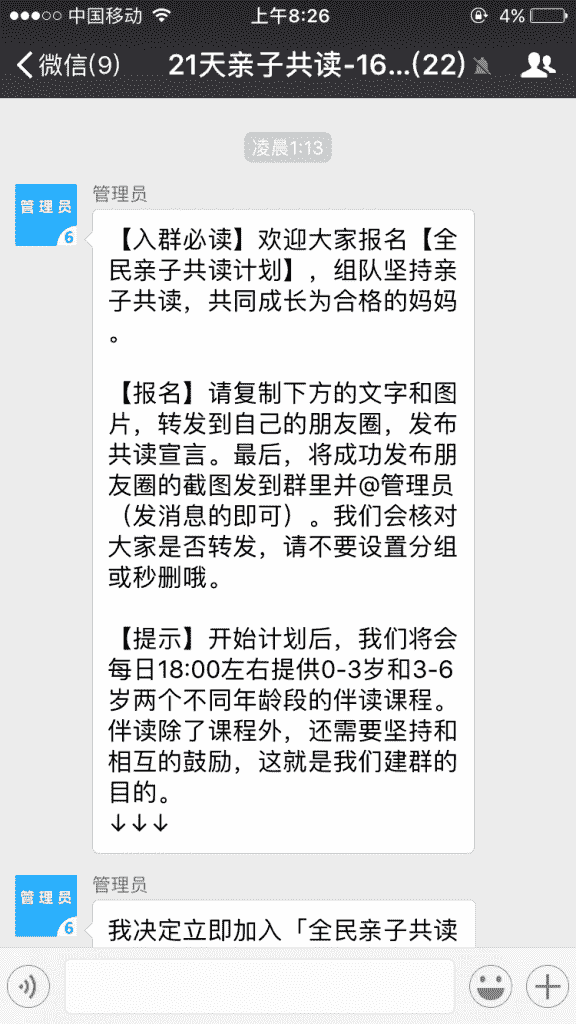 中国移动 上午8:26 4%
微信(9) 21天亲子共读-16...(22)
凌晨1:13
管理员
管理员
6
【入群必读】欢迎大家报名【全
民亲子共读计划】，组队坚持亲
子共读，共同成长为合格的妈妈
。
【报名】请复制下方的文字和图
片，转发到自己的朋友圈，发布
共读宣言。最后，将成功发布朋
友圈的截图发到群里并@管理员
（发消息的即可）。我们会核对
大家是否转发，请不要设置分组
或秒删哦。
【提示】开始计划后，我们将会
每日18:00左右提供0-3岁和3-6
岁两个不同年龄段的伴读课程。
伴读除了课程外，还需要坚持和
相互的鼓励，这就是我们建群的
目的。
↓↓↓
管理员
管理员
6
我决定立即加入「全民亲子共读